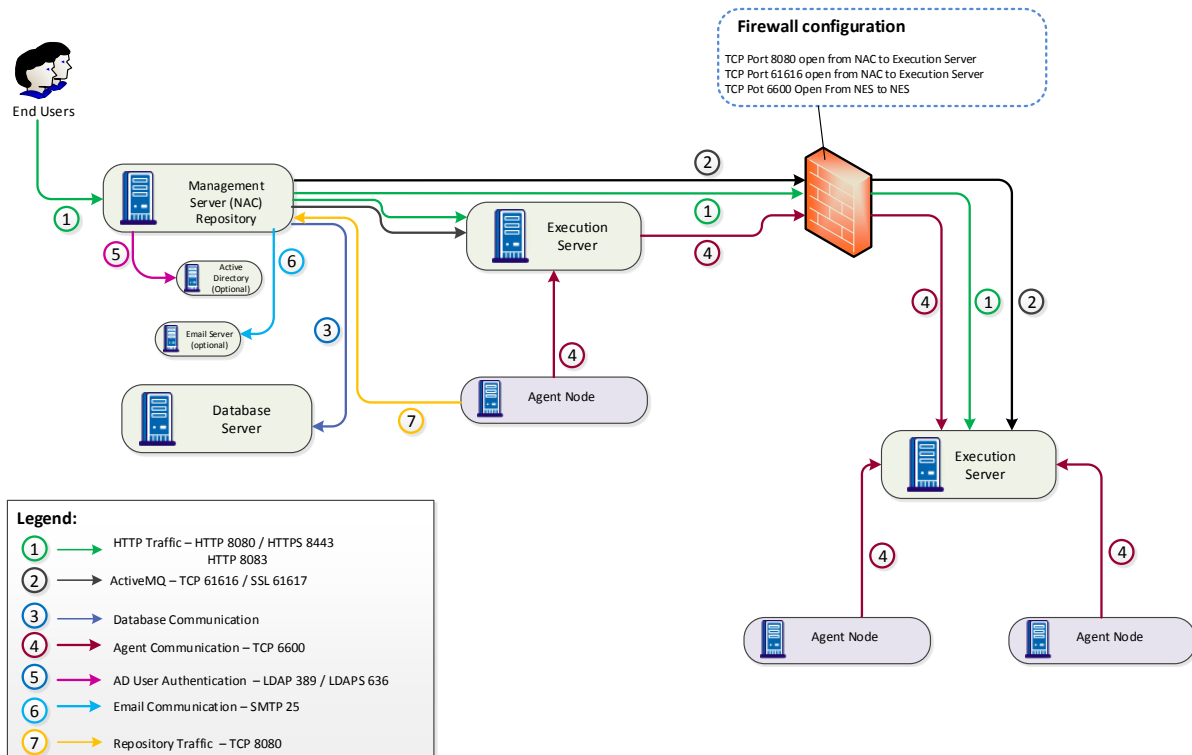 Firewall configuration
TCP Port 8080 open from NAC to Execution Server
TCP Port 61616 open from NAC to Execution Server
TCP Pot 6600 Open From NES to NES
End Users
1
Management
Server (NAC)
Repository
2
1
Execution
Server
4
5
6
Active
Directory
(Optional)
Email Server
(optional)
3
4
1
2
4
Agent Node
7
Database
Server
Execution
Server
4
4
Agent Node
Agent Node
Legend:
1 HTTP Traffic – HTTP 8080 / HTTPS 8443
HTTP 8083
2 ActiveMQ – TCP 61616 / SSL 61617
3 Database Communication
4 Agent Communication – TCP 6600
5 AD User Authentication – LDAP 389 / LDAPS 636
6 Email Communication – SMTP 25
7 Repository Traffic – TCP 8080